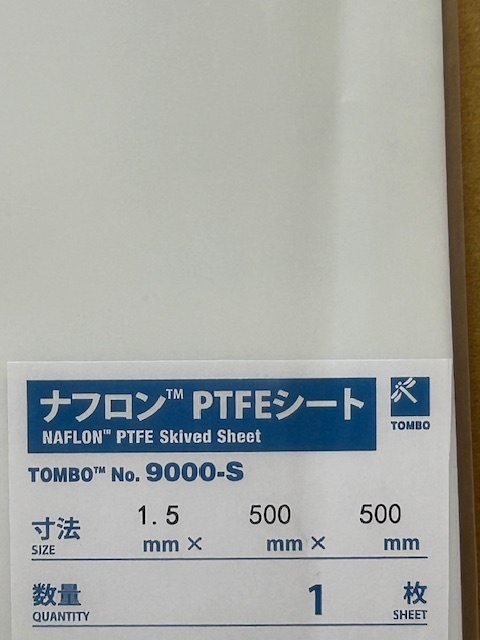 ナフロン™ PTFEシート
NAFLON™ PTFE Skived Sheet
TOMBO
TOMBO™ No. 9000-S
寸法 1.5 500 500
SIZE mm × mm × mm
数量 1 枚
QUANTITY SHEET